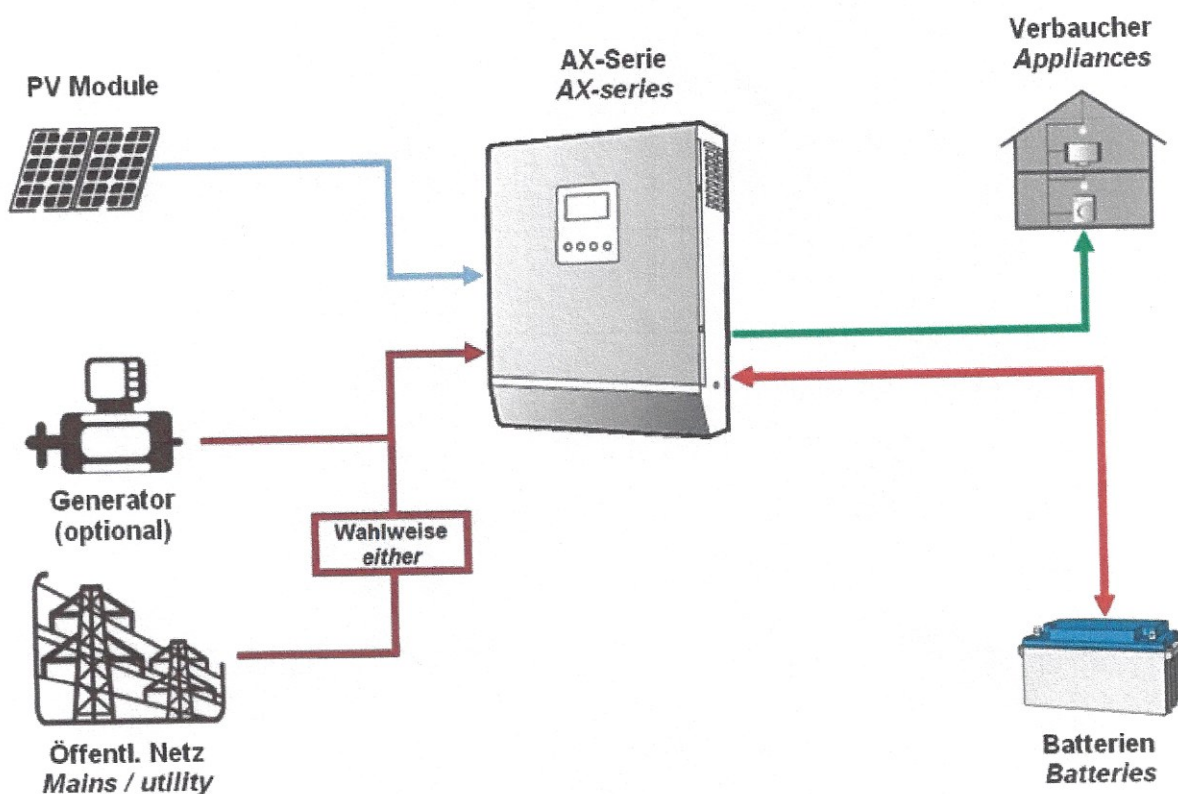 PV Module
AX-Serie
AX-series
Verbaucher
Appliances
Generator
(optional)
Wahlweise
either
Öffentl. Netz
Mains / utility
Batterien
Batteries